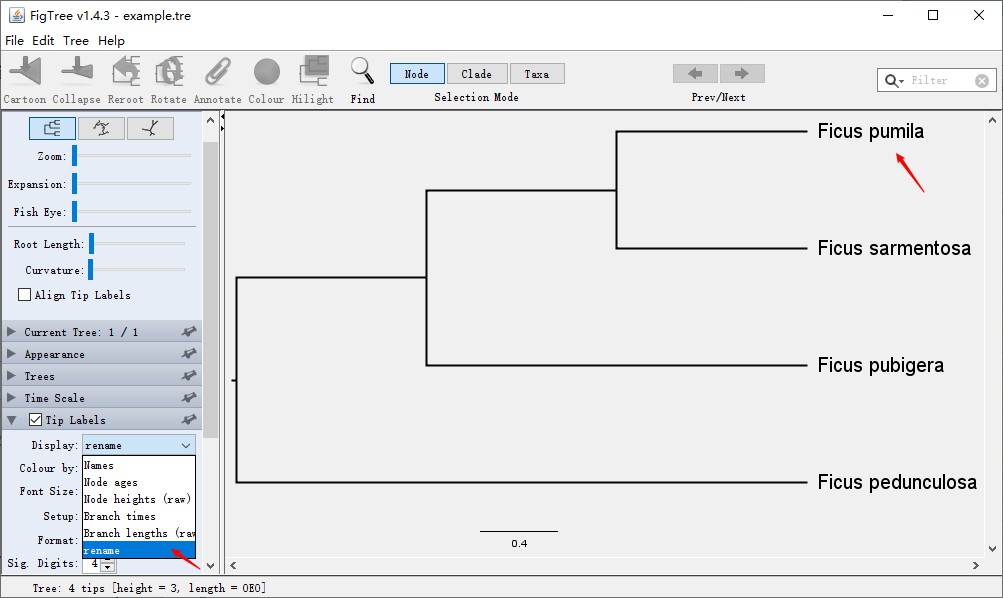 FigTree v1.4.3 - example.tre
File Edit Tree Help
Cartoon Collapse Reroot Rotate Annotate Colour Hilight Find
Node Clade Taxa
Selection Mode
Prev/Next
Filter
Zoom:
Expansion:
Fish Eye:
Root Length:
Curvature:
Align Tip Labels
Current Tree: 1 / 1
Appearance
Trees
Time Scale
Tip Labels
Display: rename
Colour by: Names
Node ages
Font Size: Node heights (raw)
Setup: Branch times
Branch lengths (raw
Format:
rename
Sig. Digits: 4
Ficus pumila
Ficus sarmentosa
Ficus pubigera
Ficus pedunculosa
0.4
Tree: 4 tips [height = 3, length = 0E0]